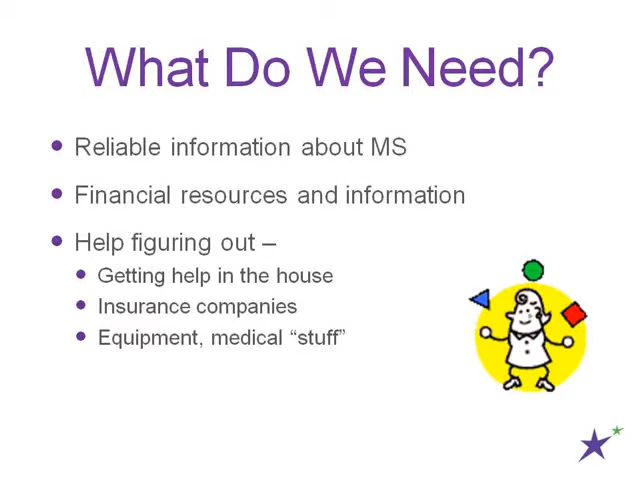 What Do We Need?
Reliable information about MS
Financial resources and information
Help figuring out –
Getting help in the house
Insurance companies
Equipment, medical “stuff”